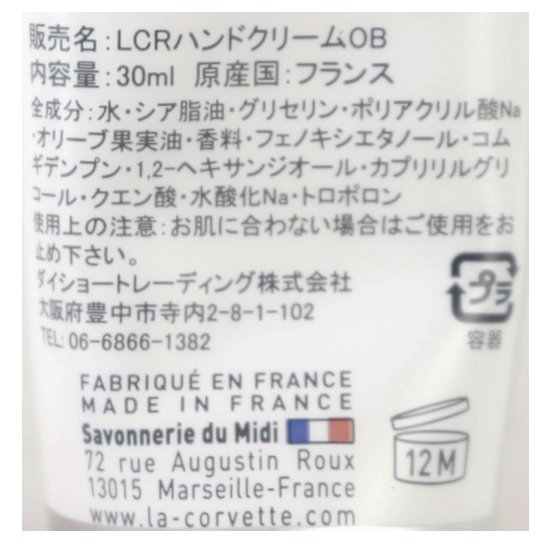 販売名：LCRハンドクリームOB
内容量：30ml 原産国：フランス
全成分：水・シア脂油・グリセリン・ポリアクリル酸Na
・オリーブ果実油・香料・フェノキシエタノール・コム
ギデンプン・1,2-ヘキサンジオール・カプリリルグリ
コール・クエン酸・水酸化Na・トロポロン
使用上の注意：お肌に合わない場合はご使用をお
止め下さい。
ダイショートレーディング株式会社
大阪府豊中市寺内2-8-1-102
TEL: 06-6866-1382
プラ
容器
FABRIQUÉ EN FRANCE
MADE IN FRANCE
Savonnerie du Midi
72 rue Augustin Roux
13015 Marseille-France
www.la-corvette.com
12M